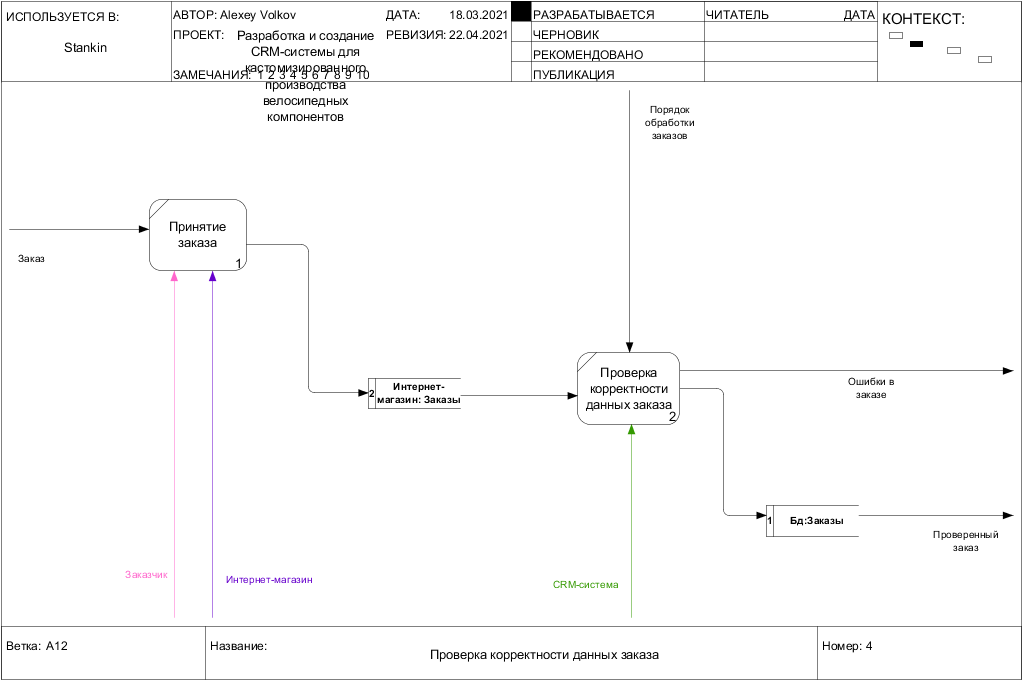 ИСПОЛЬЗУЕТСЯ В:
Stankin
АВТОР: Alexey Volkov
ДАТА: 18.03.2021
ПРОЕКТ: Разработка и создание
CRM-системы для
кастомизированного
производства
велосипедных
компонентов
РЕВИЗИЯ: 22.04.2021
ЗАМЕЧАНИЯ: 1 2 3 4 5 6 7 8 9 10
РАЗРАБАТЫВАЕТСЯ
ЧЕРНОВИК
РЕКОМЕНДОВАНО
ПУБЛИКАЦИЯ
ЧИТАТЕЛЬ ДАТА
КОНТЕКСТ:
Порядок
обработки
заказов
Принятие
заказа
1
Заказ
2
Интернет-
магазин: Заказы
Проверка
корректности
данных заказа
2
Ошибки в
заказе
1
Бд:Заказы
Проверенный
заказ
Заказчик
Интернет-магазин
CRM-система
Ветка: A12
Название:
Проверка корректности данных заказа
Номер: 4